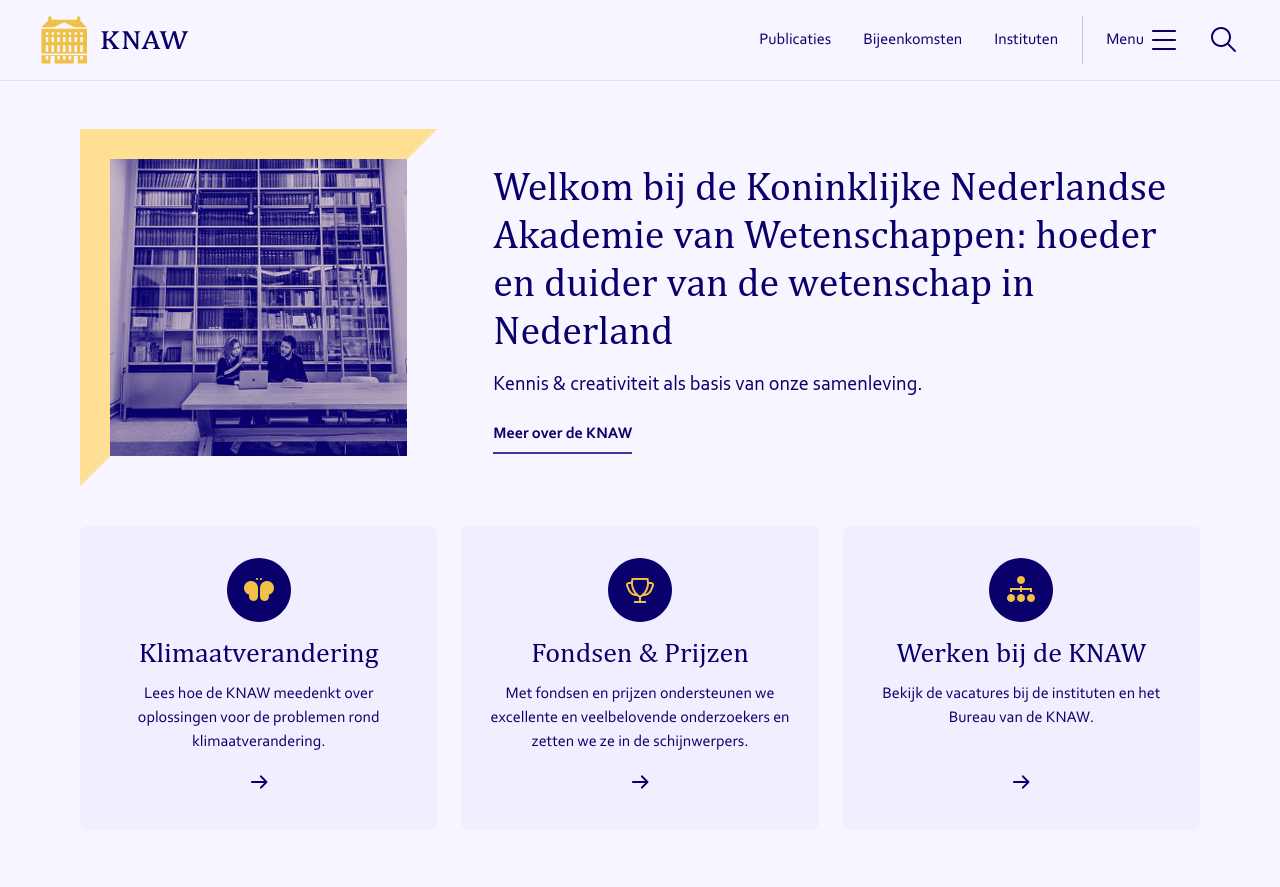 KNAW
Publicaties
Bijeenkomsten
Instituten
Menu
Welkom bij de Koninklijke Nederlandse
Akademie van Wetenschappen: hoeder
en duider van de wetenschap in
Nederland
Kennis & creativiteit als basis van onze samenleving.
Meer over de KNAW
Klimaatverandering
Lees hoe de KNAW meedenkt over
oplossingen voor de problemen rond
klimaatverandering.
Fondsen & Prijzen
Met fondsen en prijzen ondersteunen we
excellente en veelbelovende onderzoekers en
zetten we ze in de schijnwerpers.
Werken bij de KNAW
Bekijk de vacatures bij de instituten en het
Bureau van de KNAW.